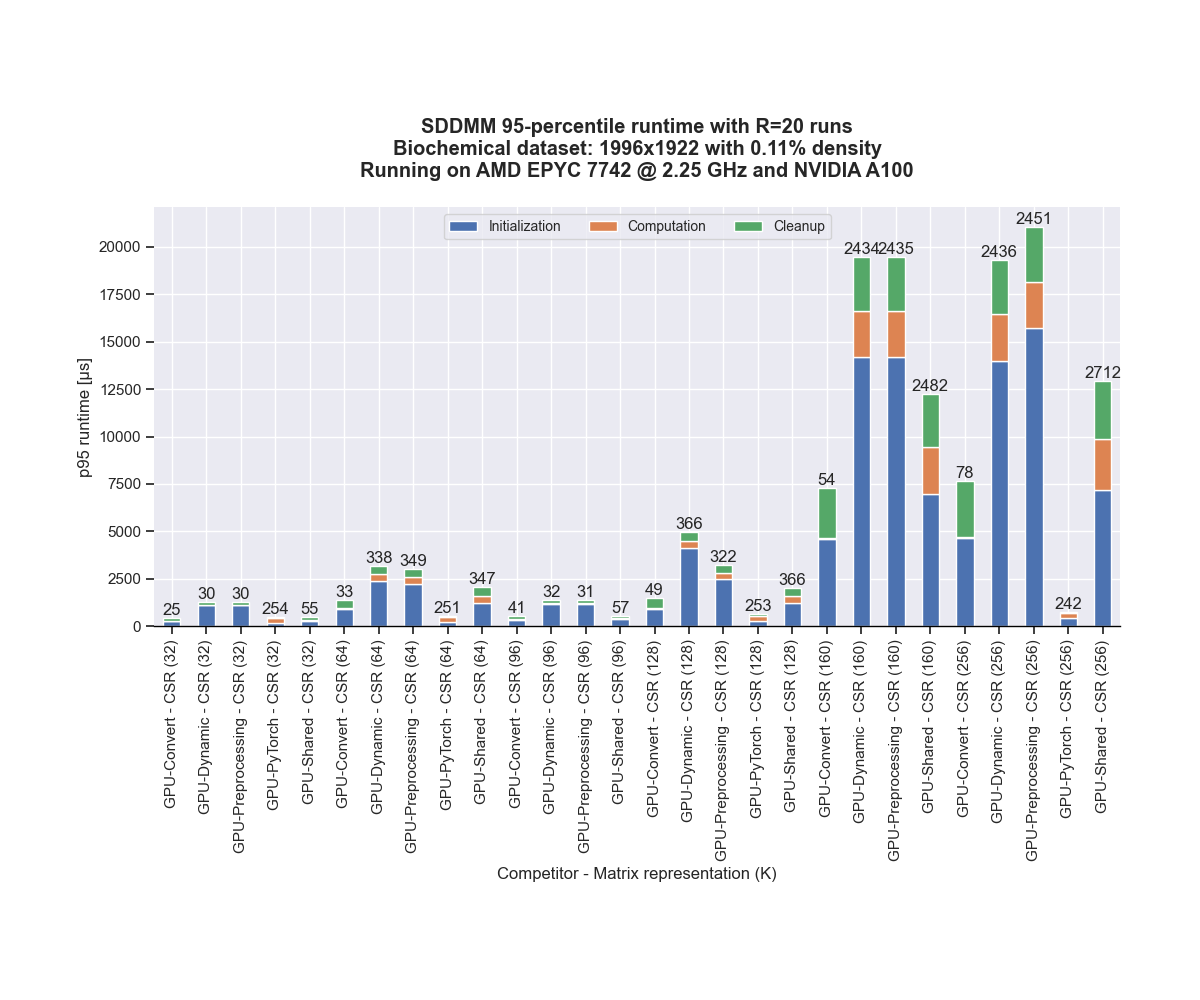 SDDMM 95-percentile runtime with R=20 runs
Biochemical dataset: 1996x1922 with 0.11% density
Running on AMD EPYC 7742 @ 2.25 GHz and NVIDIA A100
Initialization
Computation
Cleanup
p95 runtime [µs]
20000
17500
15000
12500
10000
7500
5000
2500
0
25
30
30
254
55
33
338
349
251
347
41
32
31
57
49
366
322
253
366
54
2434
2435
2482
78
2436
2451
242
2712
GPU-Convert - CSR (32)
GPU-Dynamic - CSR (32)
GPU-Preprocessing - CSR (32)
GPU-PyTorch - CSR (32)
GPU-Shared - CSR (32)
GPU-Convert - CSR (64)
GPU-Dynamic - CSR (64)
GPU-Preprocessing - CSR (64)
GPU-PyTorch - CSR (64)
GPU-Shared - CSR (64)
GPU-Convert - CSR (96)
GPU-Dynamic - CSR (96)
GPU-Preprocessing - CSR (96)
GPU-Shared - CSR (96)
GPU-Convert - CSR (128)
GPU-Dynamic - CSR (128)
GPU-Preprocessing - CSR (128)
GPU-PyTorch - CSR (128)
GPU-Shared - CSR (128)
GPU-Convert - CSR (160)
GPU-Dynamic - CSR (160)
GPU-Preprocessing - CSR (160)
GPU-Shared - CSR (160)
GPU-Convert - CSR (256)
GPU-Dynamic - CSR (256)
GPU-Preprocessing - CSR (256)
GPU-PyTorch - CSR (256)
GPU-Shared - CSR (256)
Competitor - Matrix representation (K)